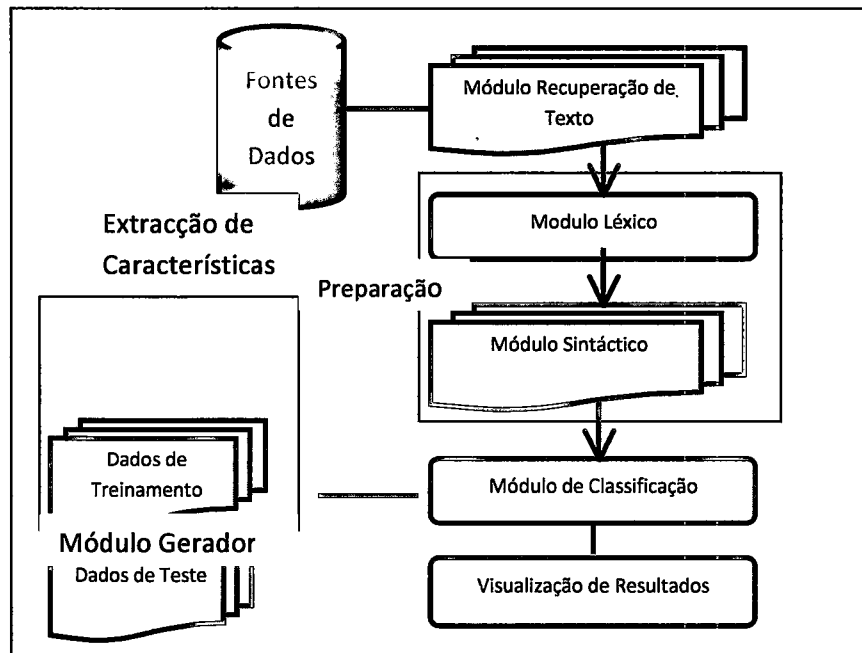 Fontes
de
Dados
Módulo Recuperação de
Texto
Modulo Léxico
Extracção de
Características
Preparação
Módulo Sintáctico
Dados de
Treinamento
Módulo de Classificação
Módulo Gerador
Dados de Teste
Visualização de Resultados